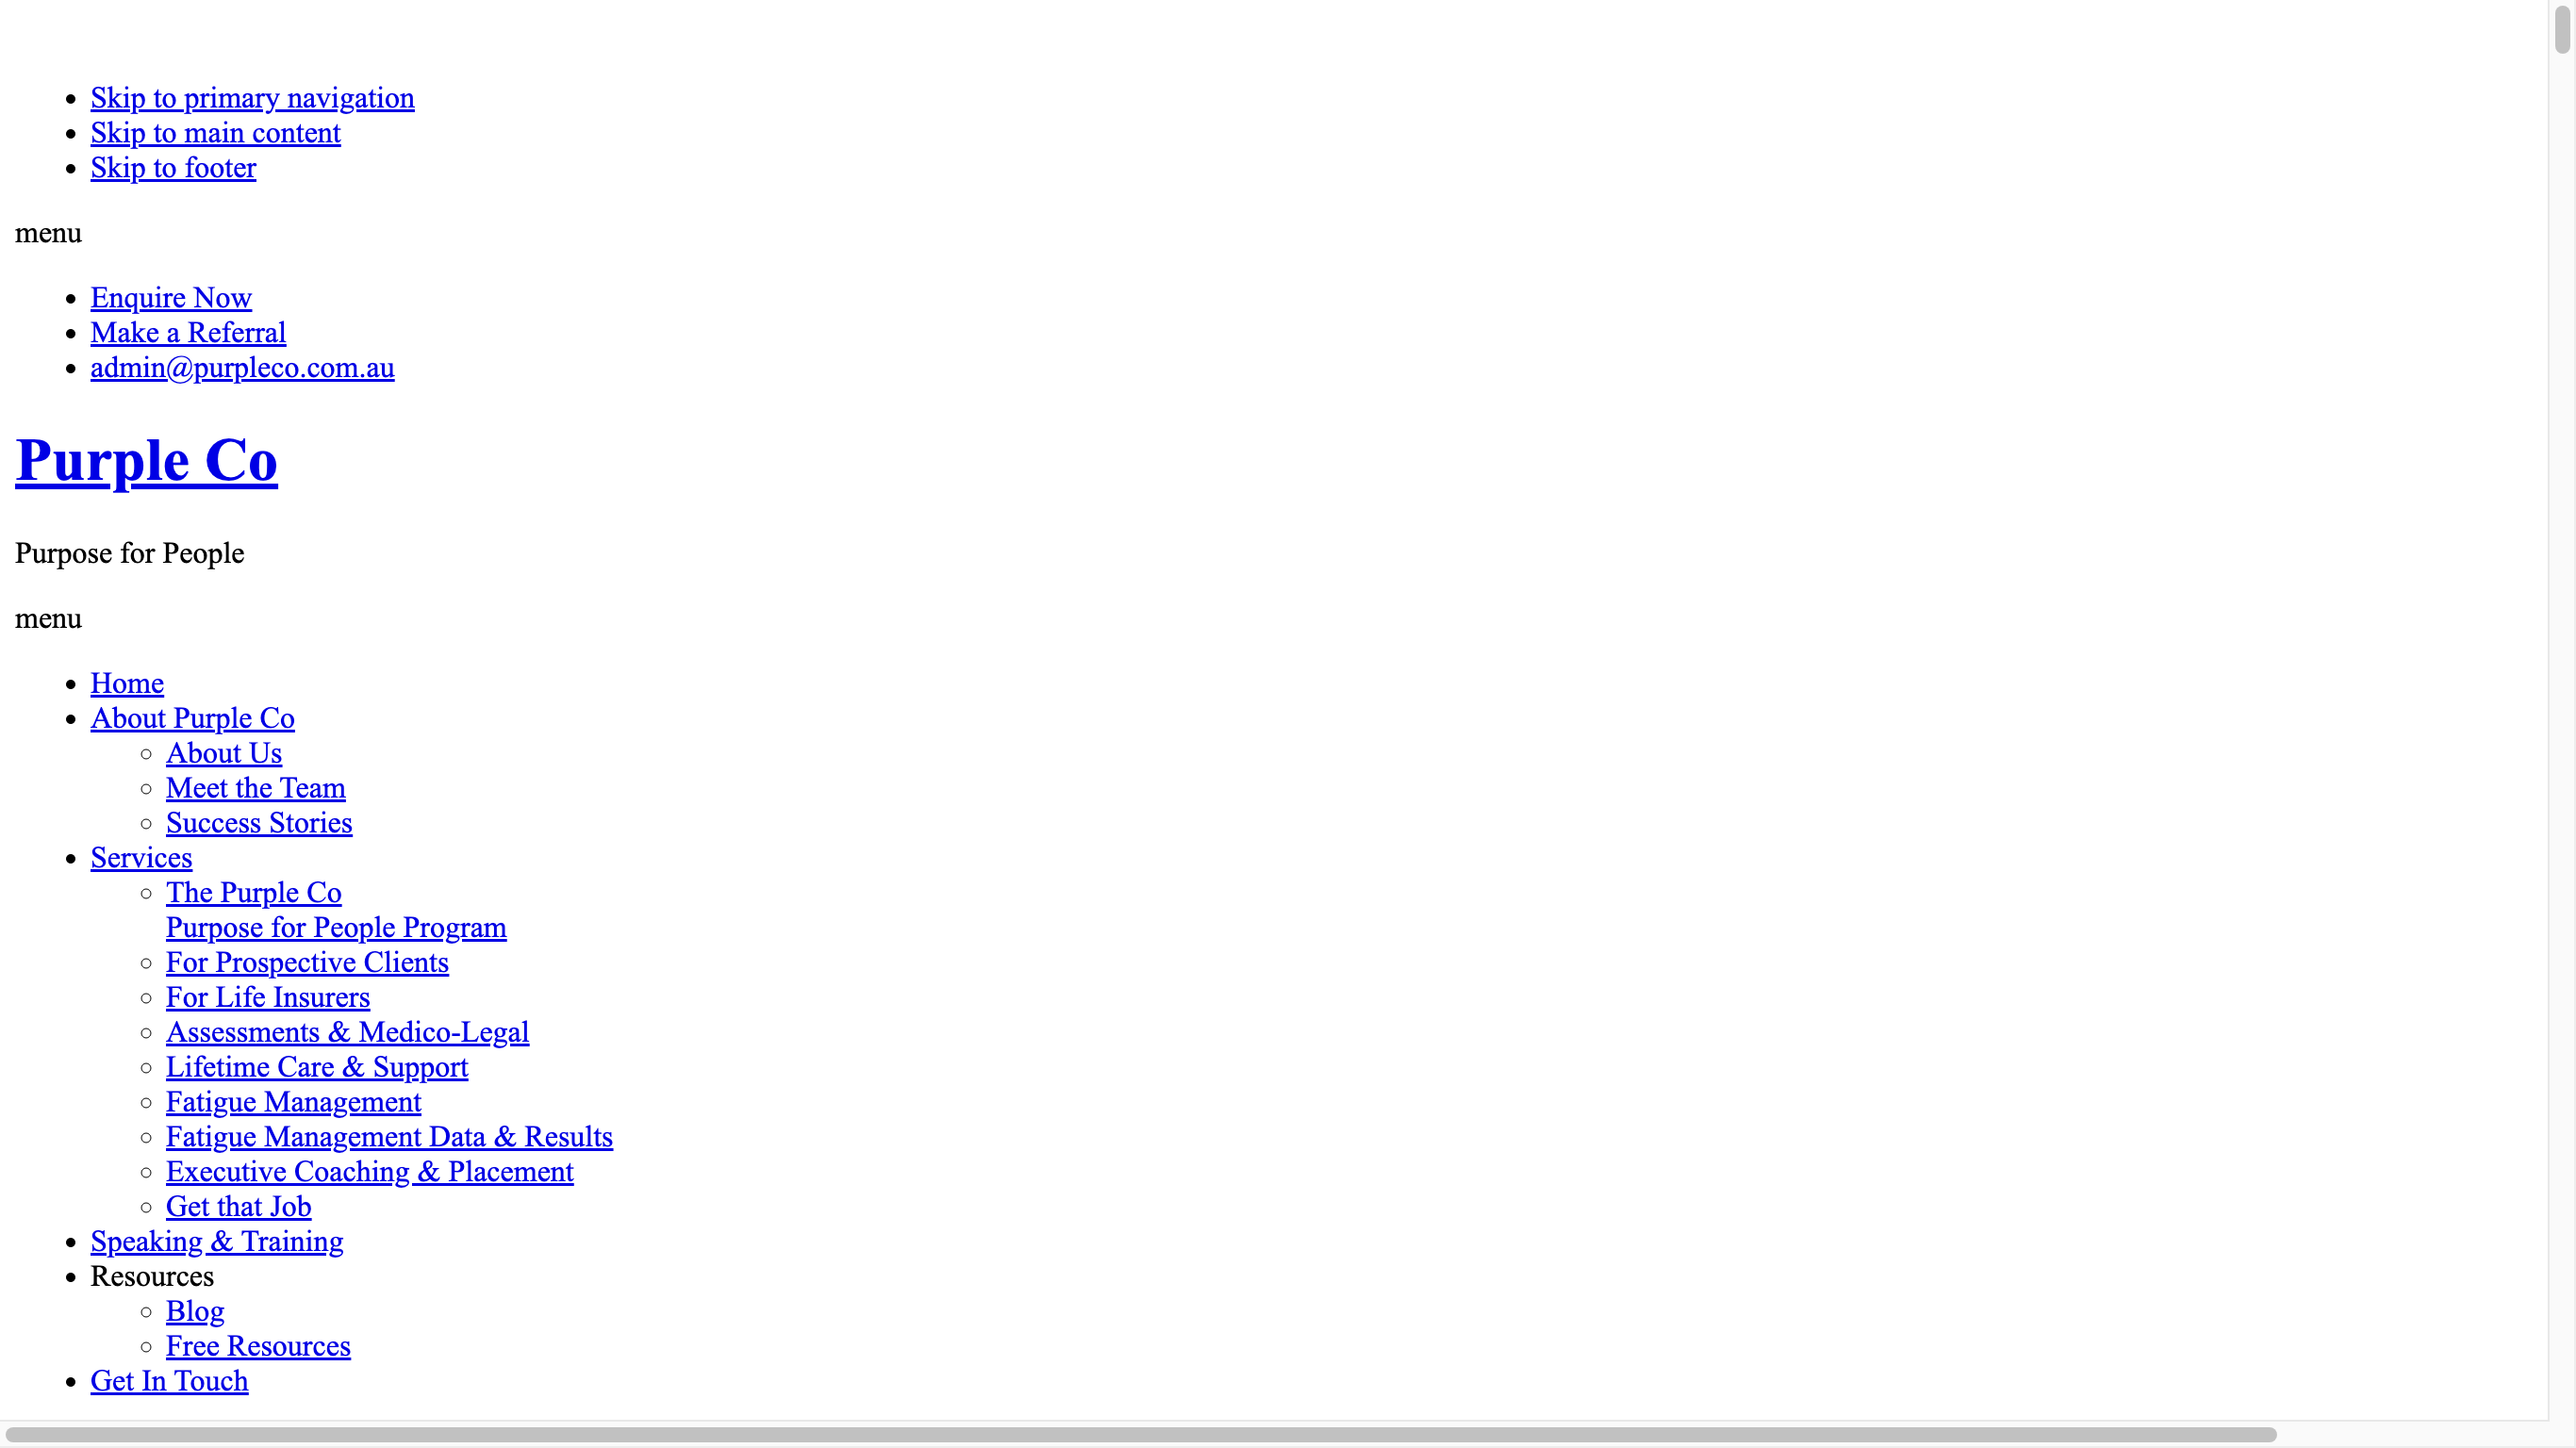 Skip to primary navigation
Skip to main content
Skip to footer
menu
Enquire Now
Make a Referral
admin@purpleco.com.au
Purple Co
Purpose for People
menu
Home
About Purple Co
About Us
Meet the Team
Success Stories
Services
The Purple Co
Purpose for People Program
For Prospective Clients
For Life Insurers
Assessments & Medico-Legal
Lifetime Care & Support
Fatigue Management
Fatigue Management Data & Results
Executive Coaching & Placement
Get that Job
Speaking & Training
Resources
Blog
Free Resources
Get In Touch